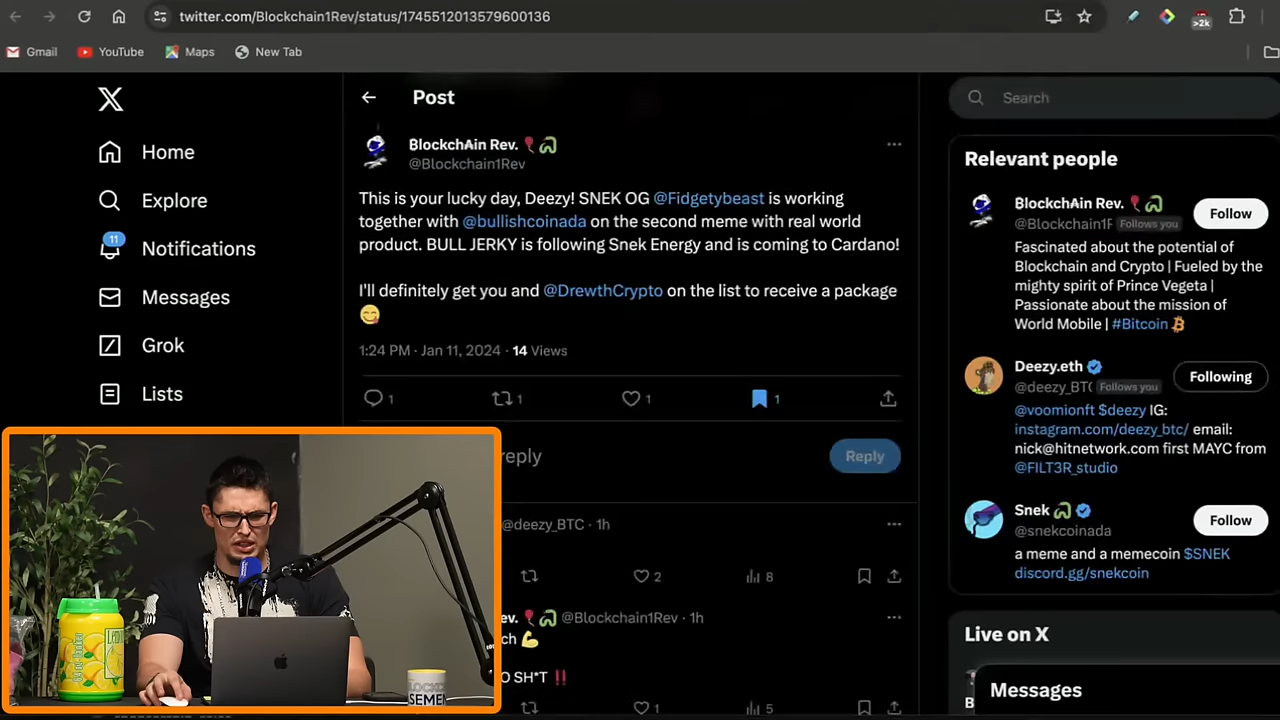 twitter.com/Blockchain1Rev/status/1745512013579600136
>2k
Gmail
YouTube
Maps
New Tab
Home
Explore
11
Notifications
Messages
Grok
Lists
Post
BlockchAin Rev.
@Blockchain1Rev
This is your lucky day, Deezy! SNEK OG @Fidgetybeast is working
together with @bullishcoinada on the second meme with real world
product. BULL JERKY is following Snek Energy and is coming to Cardano!
I'll definitely get you and @DrewthCrypto on the list to receive a package
😋
1:24 PM · Jan 11, 2024 · 14 Views
1
1
1
1
reply
Reply
@deezy_BTC · 1h
2
8
ev. @Blockchain1Rev · 1h
ch 💪
O SH*T ‼️
1
5
Search
Relevant people
BlockchAin Rev.
@Blockchain1R Follows you
Follow
Fascinated about the potential of
Blockchain and Crypto | Fueled by the
mighty spirit of Prince Vegeta |
Passionate about the mission of
World Mobile | #Bitcoin
Deezy.eth
@deezy_BTC Follows you
Following
@voomionft $deezy IG:
instagram.com/deezy_btc/ email:
nick@hitnetwork.com first MAYC from
@FILT3R_studio
Snek
@snekcoinada
Follow
a meme and a memecoin $SNEK
discord.gg/snekcoin
Live on X
Messages
B